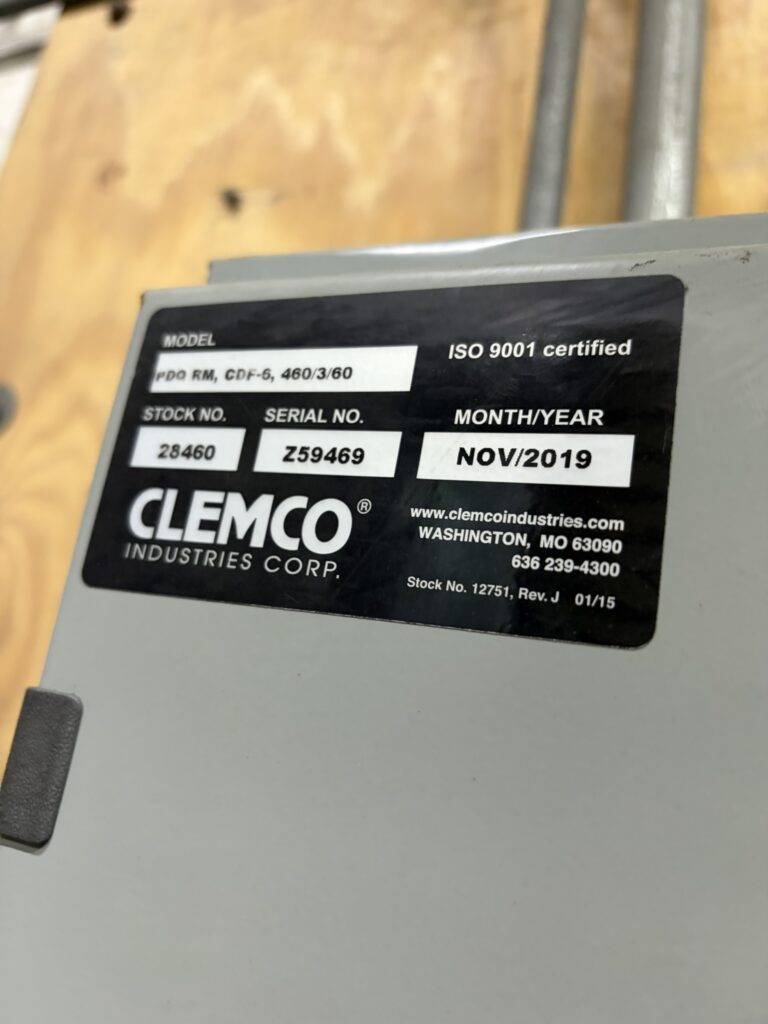 MODEL
PDQ RM, CDF-6, 460/3/60
ISO 9001 certified
STOCK NO.
SERIAL NO.
MONTH/YEAR
28460
Z59469
NOV/2019
CLEMCO®
INDUSTRIES CORP.
www.clemcoindustries.com
WASHINGTON, MO 63090
636 239-4300
Stock No. 12751, Rev. J 01/15